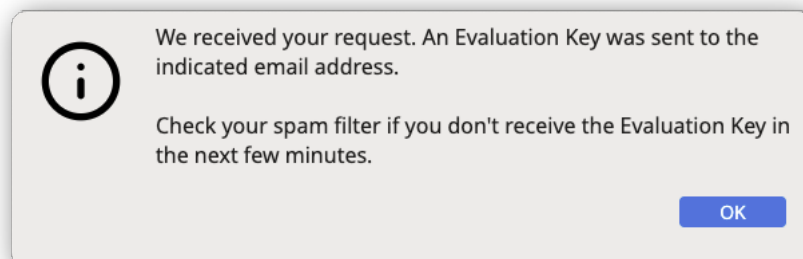 We received your request. An Evaluation Key was sent to the
indicated email address.
Check your spam filter if you don't receive the Evaluation Key in
the next few minutes.
OK